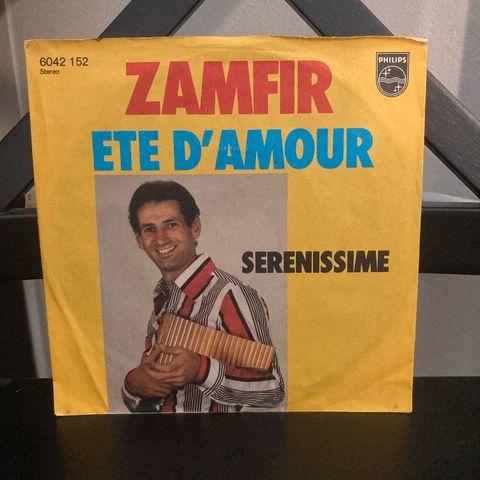 6042 152
Stereo
PHILIPS
ZAMFIR
ETE D'AMOUR
SERENISSIME